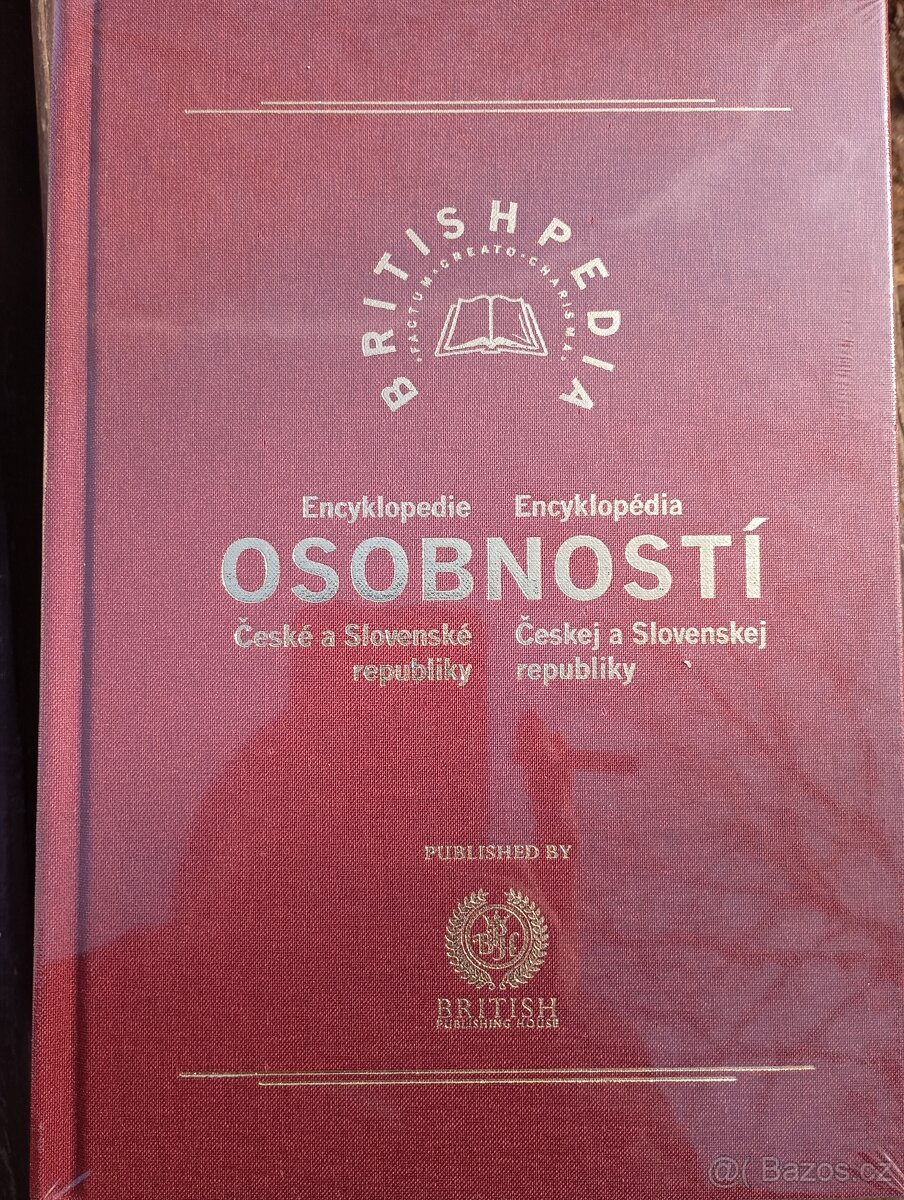 BRITISHPEDIA
·FACTUM·CREATO·CHARISMA·
Encyklopedie Encyklopédia
OSOBNOSTÍ
České a Slovenské Českej a Slovenskej
republiky republiky
PUBLISHED BY
BPH
BRITISH
PUBLISHING HOUSE
@( Bazos.cz